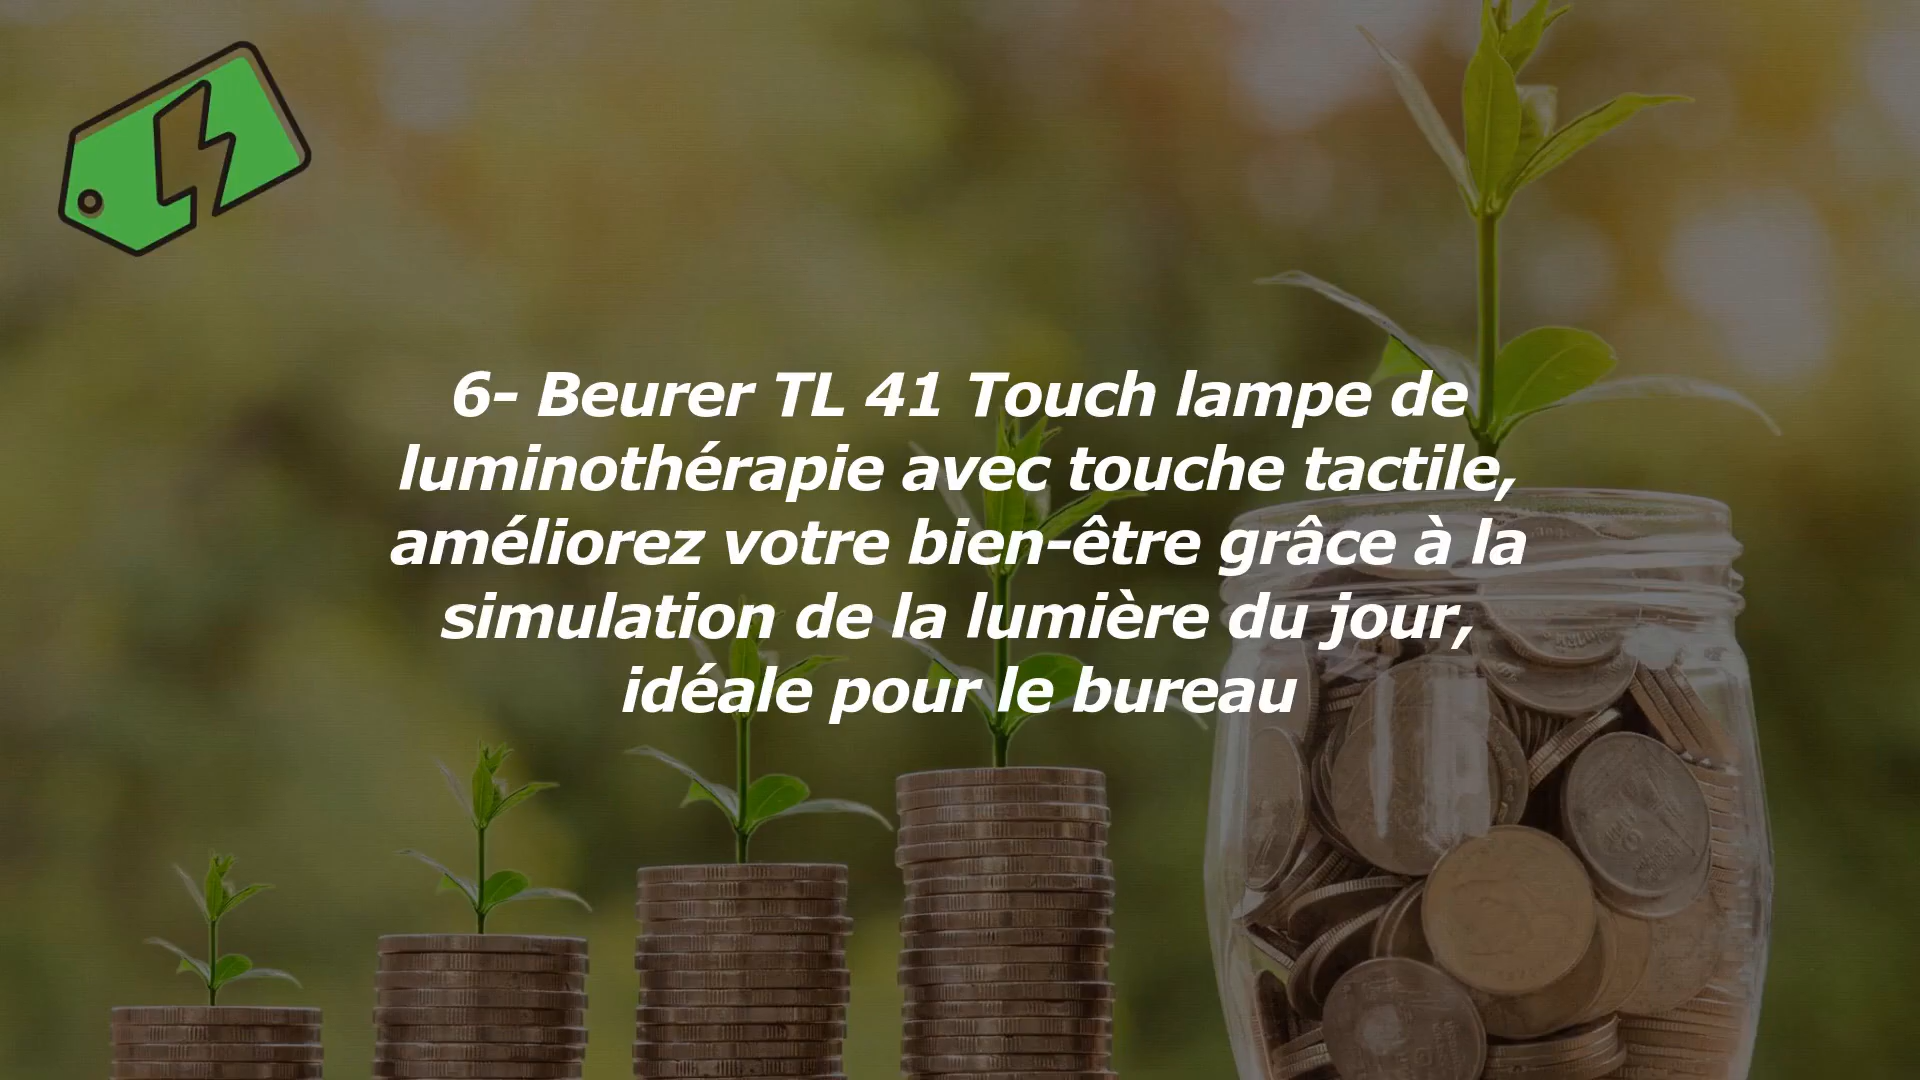 6- Beurer TL 41 Touch lampe de
luminothérapie avec touche tactile,
améliorez votre bien-être grâce à la
simulation de la lumière du jour,
idéale pour le bureau